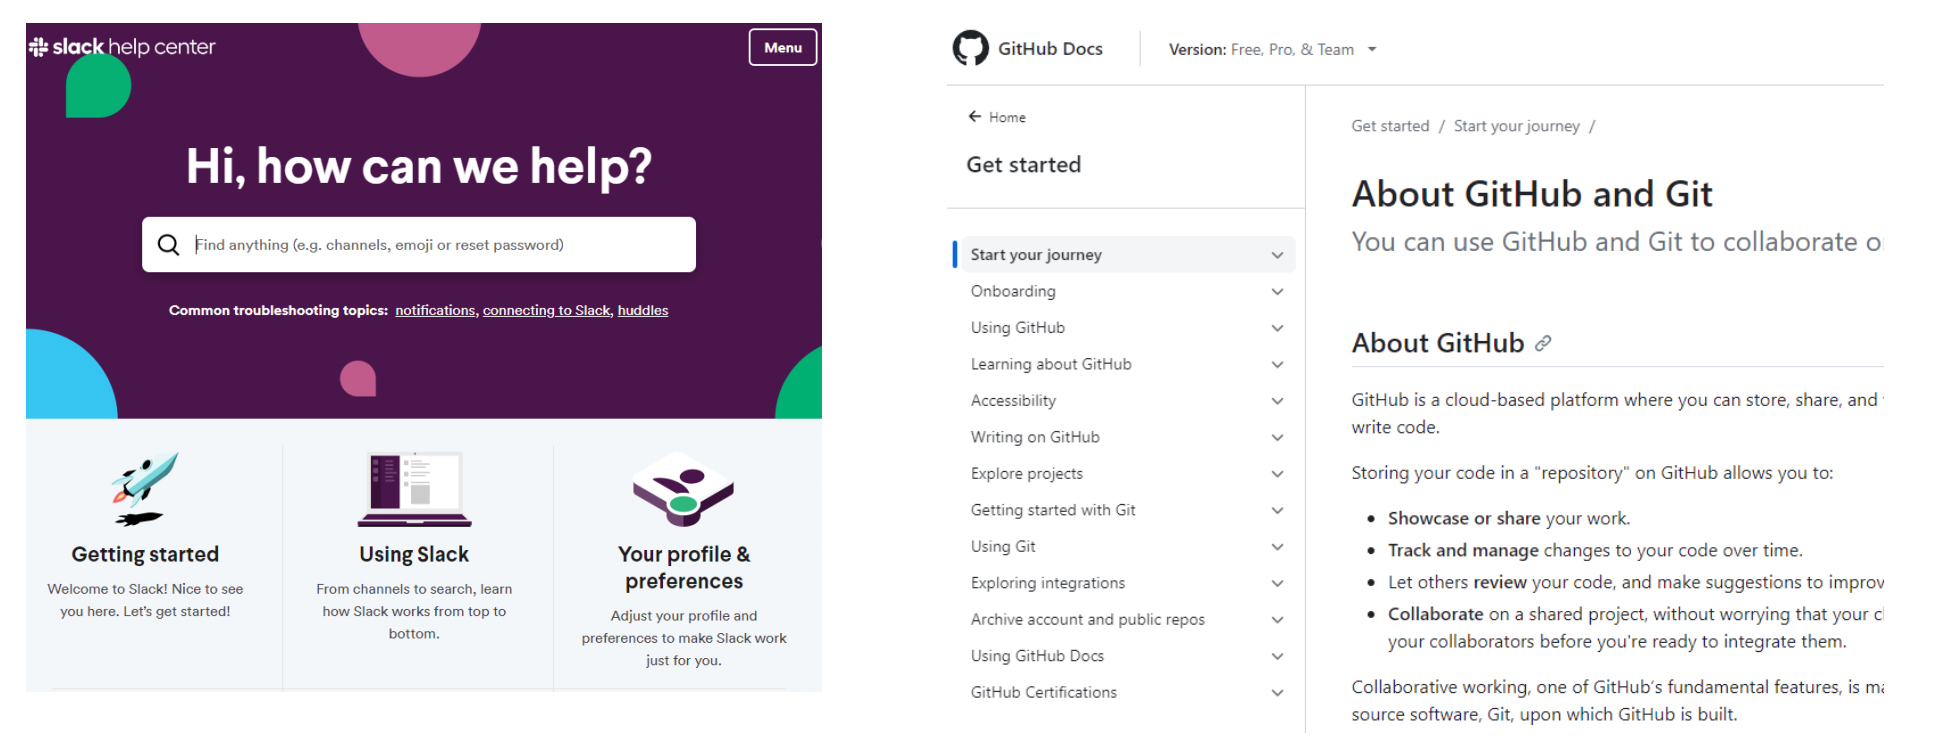 slack help center
Menu
Hi, how can we help?
Find anything (e.g. channels, emoji or reset password)
Common troubleshooting topics: notifications, connecting to Slack, huddles
Getting started
Welcome to Slack! Nice to see
you here. Let's get started!
Using Slack
From channels to search, learn
how Slack works from top to
bottom.
Your profile &
preferences
Adjust your profile and
preferences to make Slack work
just for you.
GitHub Docs
Version: Free, Pro, & Team
Home
Get started
Start your journey
Onboarding
Using GitHub
Learning about GitHub
Accessibility
Writing on GitHub
Explore projects
Getting started with Git
Using Git
Exploring integrations
Archive account and public repos
Using GitHub Docs
GitHub Certifications
Get started / Start your journey /
About GitHub and Git
You can use GitHub and Git to collaborate
About GitHub
GitHub is a cloud-based platform where you can store, share, and
write code.
Storing your code in a "repository" on GitHub allows you to:
• Showcase or share your work.
• Track and manage changes to your code over time.
• Let others review your code, and make suggestions to
• Collaborate on a shared project, without worrying that your
your collaborators before you're ready to integrate them.
Collaborative working, one of GitHub's fundamental features, is
source software, Git, upon which GitHub is built.